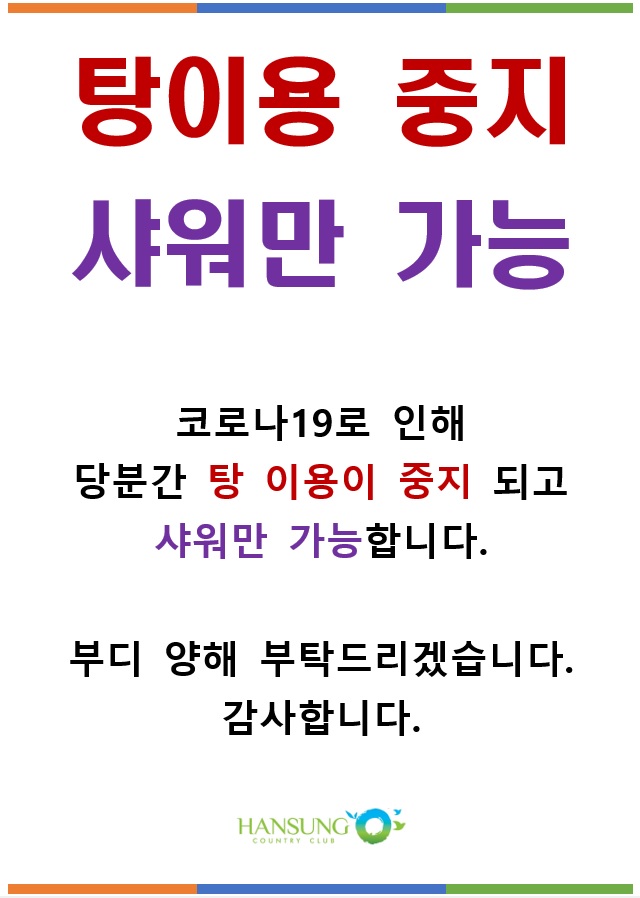 탕이용 중지
샤워만 가능
코로나19로 인해
당분간 탕 이용이 중지 되고
샤워만 가능합니다.
부디 양해 부탁드리겠습니다.
감사합니다.
HANSUNG
COUNTRY CLUB